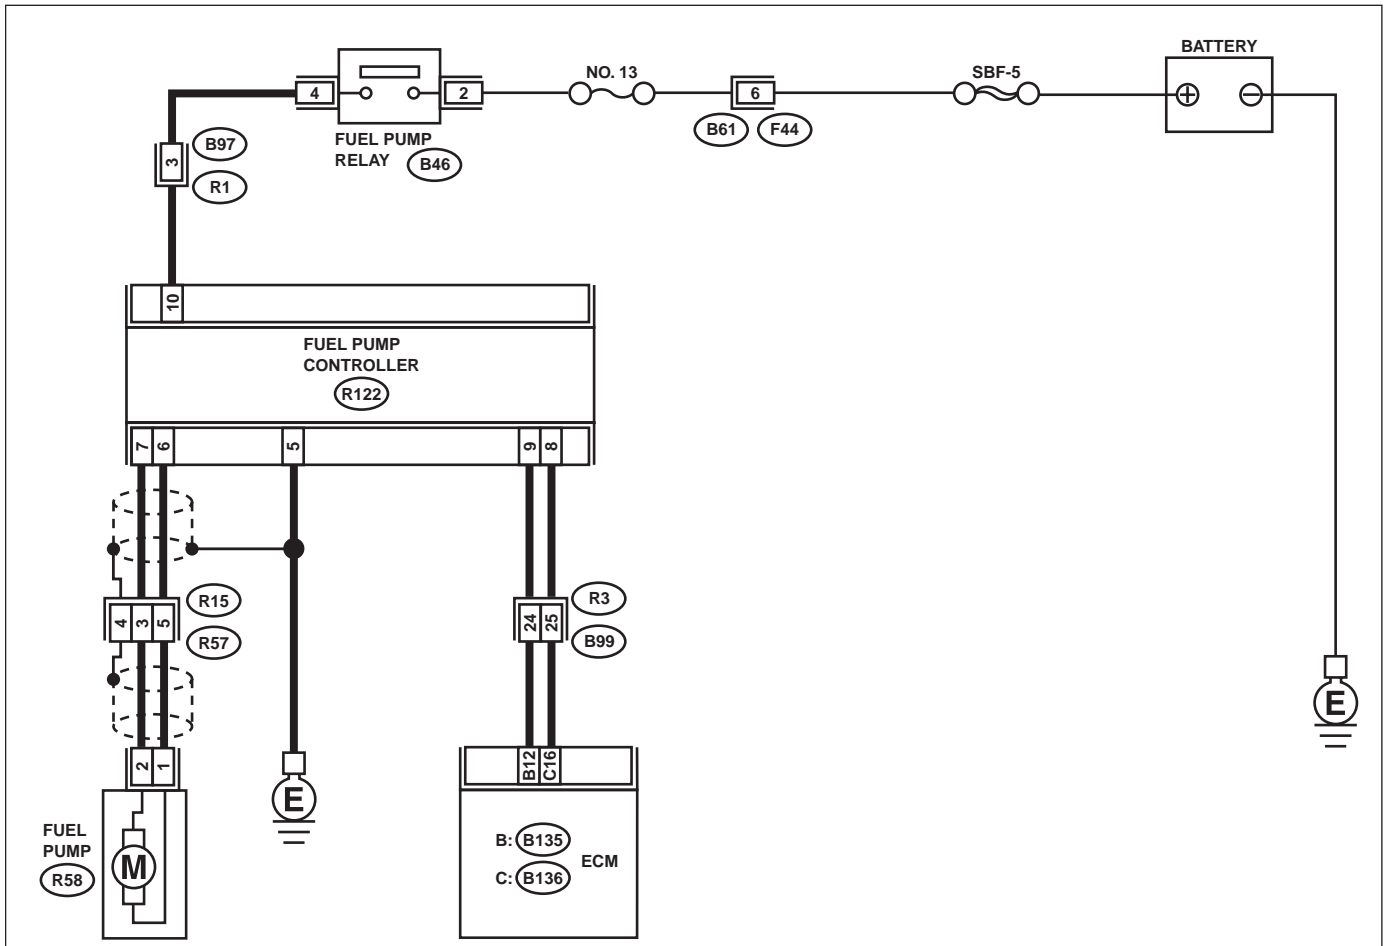 BATTERY
NO. 13
SBF-5
4
2
6
B61
F44
FUEL PUMP
RELAY
B46
3
B97
R1
10
FUEL PUMP
CONTROLLER
R122
7
6
5
9
8
R15
R57
4
3
5
R3
B99
24
25
2
1
B12
C16
E
E
FUEL
PUMP
R58
M
B: B135
C: B136
ECM